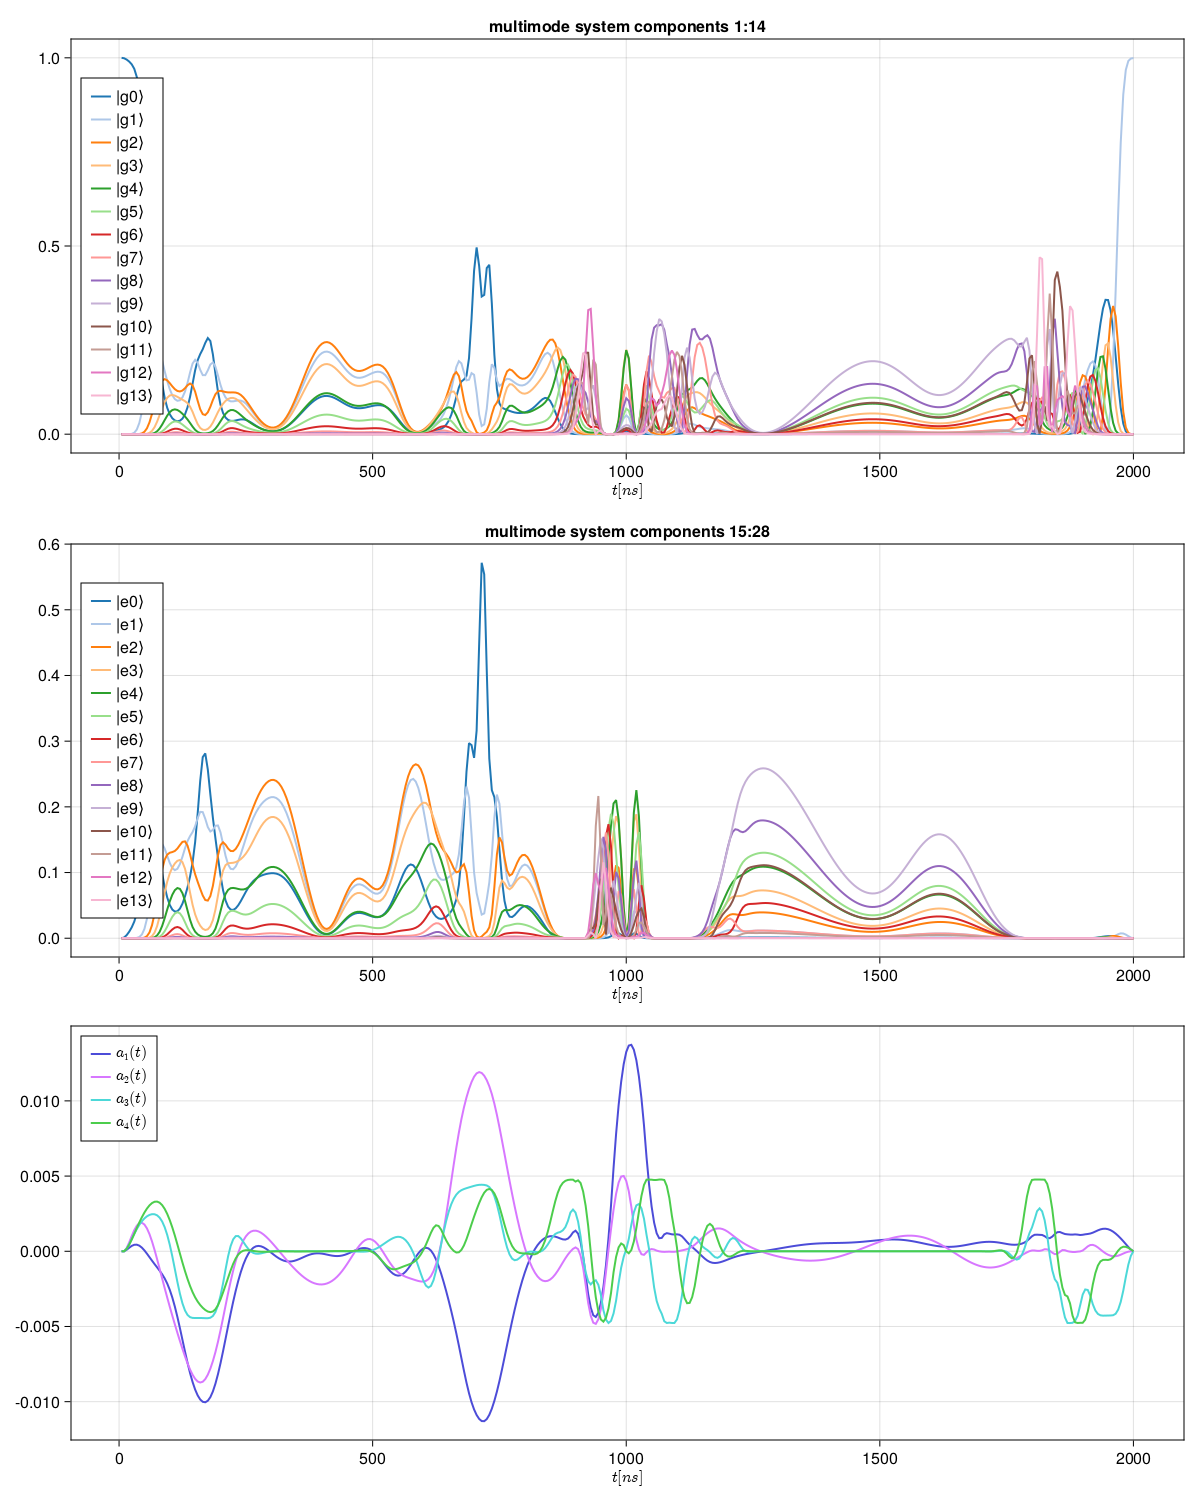 multimode system components 1:14
1.0
0.5
0.0
|g0⟩
|g1⟩
|g2⟩
|g3⟩
|g4⟩
|g5⟩
|g6⟩
|g7⟩
|g8⟩
|g9⟩
|g10⟩
|g11⟩
|g12⟩
|g13⟩
0 500 1000 1500 2000
t[ns]
multimode system components 15:28
0.6
0.5
0.4
0.3
0.2
0.1
0.0
|e0⟩
|e1⟩
|e2⟩
|e3⟩
|e4⟩
|e5⟩
|e6⟩
|e7⟩
|e8⟩
|e9⟩
|e10⟩
|e11⟩
|e12⟩
|e13⟩
0 500 1000 1500 2000
t[ns]
a₁(t)
a₂(t)
a₃(t)
a₄(t)
0.010
0.005
0.000
-0.005
-0.010
0 500 1000 1500 2000
t[ns]